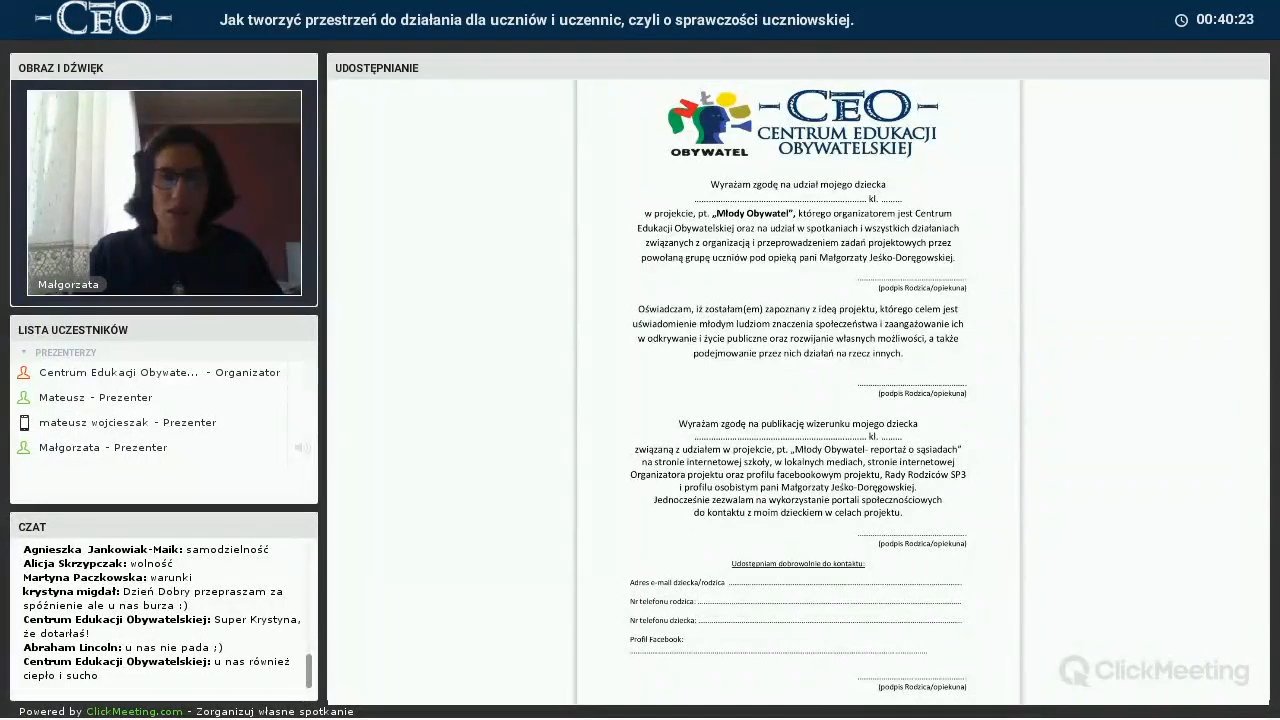 CEO
Jak tworzyć przestrzeń do działania dla uczniów i uczennic, czyli o sprawczości uczniowskiej.
00:40:23
OBRAZ I DŹWIĘK
Małgorzata
LISTA UCZESTNIKÓW
PREZENTERZY
Centrum Edukacji Obywate... - Organizator
Mateusz - Prezenter
mateusz wojcieszak - Prezenter
Małgorzata - Prezenter
CZAT
Agnieszka Jankowiak-Maik: samodzielność
Alicja Skrzypczak: wolność
Martyna Paczkowska: warunki
krystyna migdał: Dzień Dobry przepraszam za
spóźnienie ale u nas burza :)
Centrum Edukacji Obywatelskiej: Super Krystyna,
że dotarłaś!
Abraham Lincoln: u nas nie pada ;)
Centrum Edukacji Obywatelskiej: u nas również
ciepło i sucho
UDOSTĘPNIANIE
MŁODY
OBYWATEL
CEO
CENTRUM EDUKACJI
OBYWATELSKIEJ
Wyrażam zgodę na udział mojego dziecka
........................................................................ kl. .........
w projekcie, pt. „Młody Obywatel”, którego organizatorem jest Centrum
Edukacji Obywatelskiej oraz na udział w spotkaniach i wszystkich działaniach
związanych z organizacją i przeprowadzeniem zadań projektowych przez
powołaną grupę uczniów pod opieką pani Małgorzaty Jeśko-Doręgowskiej.
.............................................
(podpis Rodzica/opiekuna)
Oświadczam, iż zostałam(em) zapoznany z ideą projektu, którego celem jest
uświadomienie młodym ludziom znaczenia społeczeństwa i zaangażowanie ich
w odkrywanie i życie publiczne oraz rozwijanie własnych możliwości, a także
podejmowanie przez nich działań na rzecz innych.
.............................................
(podpis Rodzica/opiekuna)
Wyrażam zgodę na publikację wizerunku mojego dziecka
........................................................................ kl. .........
związaną z udziałem w projekcie, pt. „Młody Obywatel- reportaż o sąsiadach”
na stronie internetowej szkoły, w lokalnych mediach, stronie internetowej
Organizatora projektu oraz profilu facebookowym projektu, Rady Rodziców SP3
i profilu osobistym pani Małgorzaty Jeśko-Doręgowskiej.
Jednocześnie zezwalam na wykorzystanie portali społecznościowych
do kontaktu z moim dzieckiem w celach projektu.
.............................................
(podpis Rodzica/opiekuna)
Udostępniam dobrowolnie do kontaktu:
Adres e-mail dziecka/rodzica ................................................................................
Nr telefonu rodzica: ................................................................................
Nr telefonu dziecka: ................................................................................
Profil Facebook:
................................................................................
.............................................
(podpis Rodzica/opiekuna)
ClickMeeting
Powered by ClickMeeting.com - Zorganizuj własne spotkanie